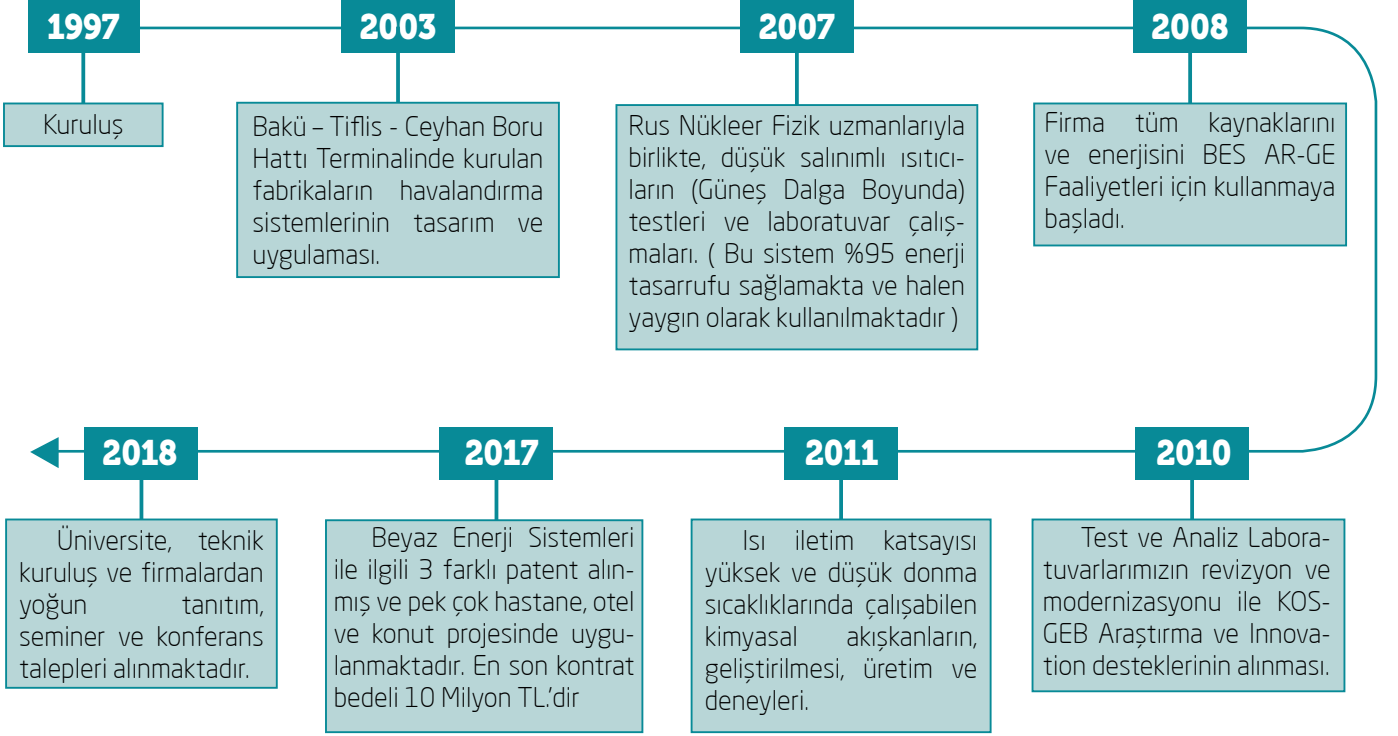 1997
Kuruluş
2003
Bakü – Tiflis - Ceyhan Boru
Hattı Terminalinde kurulan
fabrikaların havalandırma
sistemlerinin tasarım ve
uygulaması.
2007
Rus Nükleer Fizik uzmanlarıyla
birlikte, düşük salınımlı ısıtıcı-
ların (Güneş Dalga Boyunda)
testleri ve laboratuvar çalış-
maları. ( Bu sistem %95 enerji
tasarrufu sağlamakta ve halen
yaygın olarak kullanılmaktadır )
2008
Firma tüm kaynaklarını
ve enerjisini BES AR-GE
Faaliyetleri için kullanmaya
başladı.
2010
Test ve Analiz Labora-
tuvarlarımızın revizyon ve
modernizasyonu ile KOS-
GEB Araştırma ve Innova-
tion desteklerinin alınması.
2011
Isı iletim katsayısı
yüksek ve düşük donma
sıcaklıklarında çalışabilen
kimyasal akışkanların,
geliştirilmesi, üretim ve
deneyleri.
2017
Beyaz Enerji Sistemleri
ile ilgili 3 farklı patent alın-
mış ve pek çok hastane, otel
ve konut projesinde uygu-
lanmaktadır. En son kontrat
bedeli 10 Milyon TL.'dir
2018
Üniversite, teknik
kuruluş ve firmalardan
yoğun tanıtım,
seminer ve konferans
talepleri alınmaktadır.